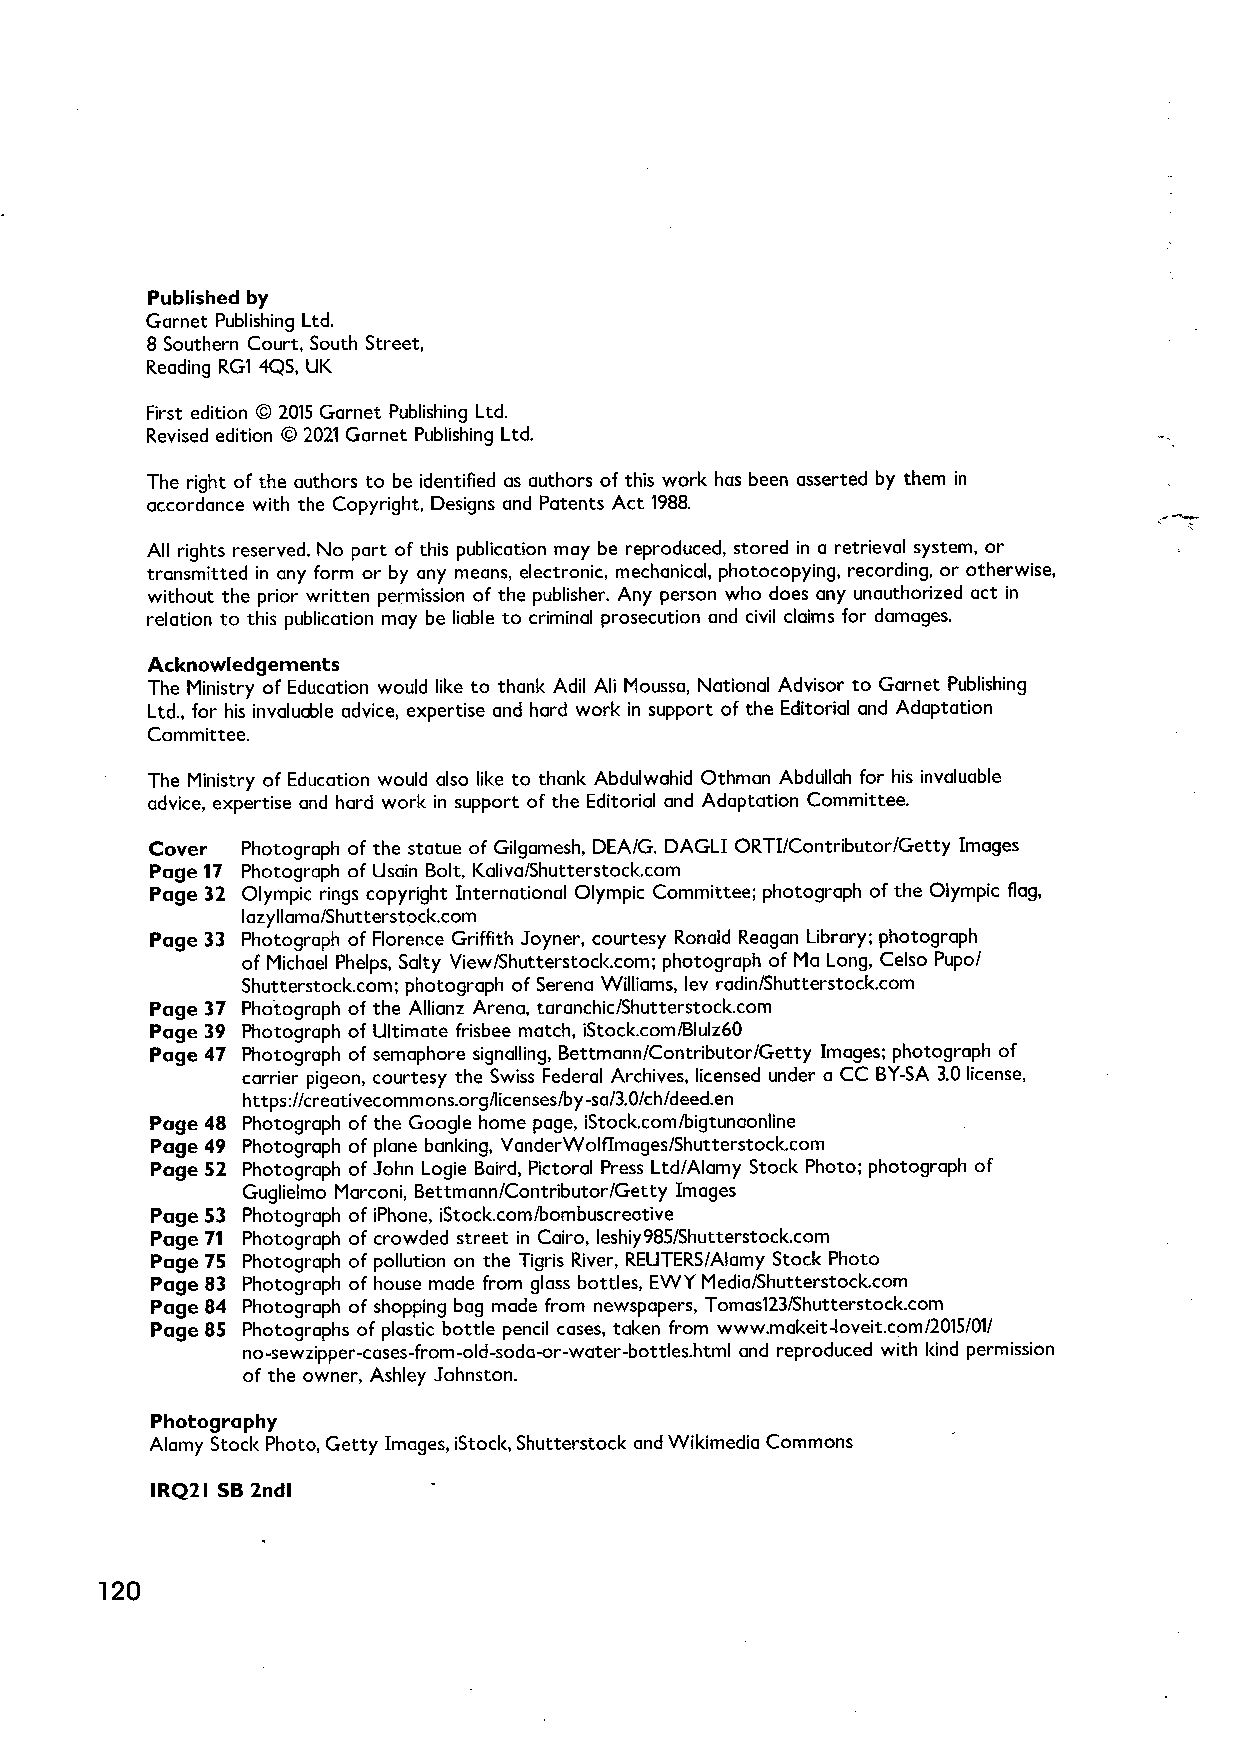 Published by
Garnet Publishing Ltd.
8 Southern Court, South Street,
Reading RG1 4QS, UK
First edition © 2015 Garnet Publishing Ltd.
Revised edition © 2021 Garnet Publishing Ltd.
The right of the authors to be identified as authors of this work has been asserted by them in
accordance with the Copyright, Designs and Patents Act 1988.
All rights reserved. No part of this publication may be reproduced, stored in a retrieval system, or
transmitted in any form or by any means, electronic, mechanical, photocopying, recording, or otherwise,
without the prior written permission of the publisher. Any person who does any unauthorized act in
relation to this publication may be liable to criminal prosecution and civil claims for damages.
Acknowledgements
The Ministry of Education would like to thank Adil Ali Moussa, National Advisor to Garnet Publishing
Ltd., for his invaluable advice, expertise and hard work in support of the Editorial and Adaptation
Committee.
The Ministry of Education would also like to thank Abdulwahid Othman Abdullah for his invaluable
advice, expertise and hard work in support of the Editorial and Adaptation Committee.
Cover Photograph of the statue of Gilgamesh, DEA/G. DAGLI ORTI/Contributor/Getty Images
Page 17 Photograph of Usain Bolt, Kaliva/Shutterstock.com
Page 32 Olympic rings copyright International Olympic Committee; photograph of the Olympic flag,
lazyllama/Shutterstock.com
Page 33 Photograph of Florence Griffith Joyner, courtesy Ronald Reagan Library; photograph
of Michael Phelps, Salty View/Shutterstock.com; photograph of Ma Long, Celso Pupo/
Shutterstock.com; photograph of Serena Williams, lev radin/Shutterstock.com
Page 37 Photograph of the Allianz Arena, taranchic/Shutterstock.com
Page 39 Photograph of Ultimate frisbee match, iStock.com/Blulz60
Page 47 Photograph of semaphore signalling, Bettmann/Contributor/Getty Images; photograph of
carrier pigeon, courtesy the Swiss Federal Archives, licensed under a CC BY-SA 3.0 license,
https://creativecommons.org/licenses/by-sa/3.0/ch/deed.en
Page 48 Photograph of the Google home page, iStock.com/bigtunaonline
Page 49 Photograph of plane banking, VanderWolfImages/Shutterstock.com
Page 52 Photograph of John Logie Baird, Pictoral Press Ltd/Alamy Stock Photo; photograph of
Guglielmo Marconi, Bettmann/Contributor/Getty Images
Page 53 Photograph of iPhone, iStock.com/bombuscreative
Page 71 Photograph of crowded street in Cairo, leshiy985/Shutterstock.com
Page 75 Photograph of pollution on the Tigris River, REUTERS/Alamy Stock Photo
Page 83 Photograph of house made from glass bottles, EWY Media/Shutterstock.com
Page 84 Photograph of shopping bag made from newspapers, Tomas123/Shutterstock.com
Page 85 Photographs of plastic bottle pencil cases, taken from www.makeit-loveit.com/2015/01/
no-sewzipper-cases-from-old-soda-or-water-bottles.html and reproduced with kind permission
of the owner, Ashley Johnston.
Photography
Alamy Stock Photo, Getty Images, iStock, Shutterstock and Wikimedia Commons
IRQ21 SB 2ndI
120